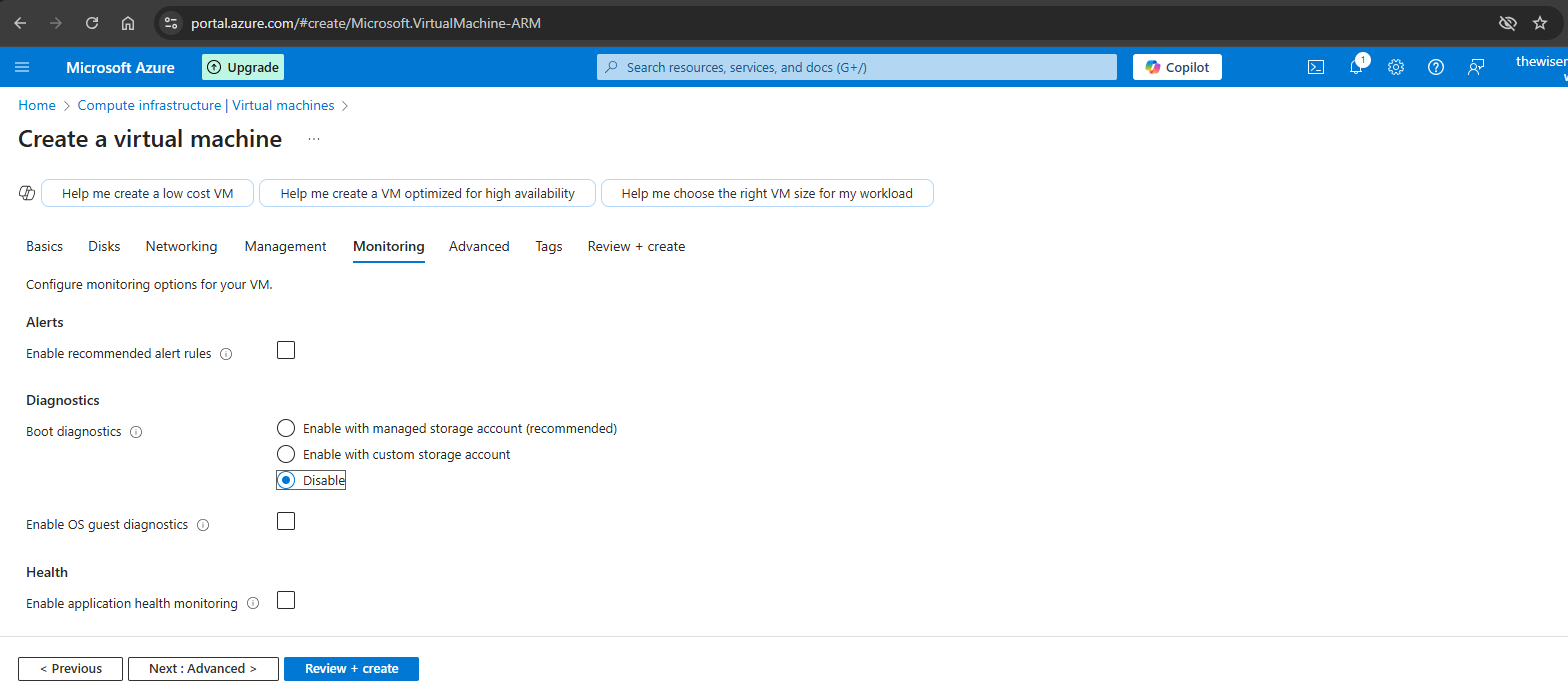 portal.azure.com/#create/Microsoft.VirtualMachine-ARM
Microsoft Azure
Upgrade
Search resources, services, and docs (G+/)
Copilot
1
thewiser
Home > Compute infrastructure | Virtual machines >
Create a virtual machine ...
Help me create a low cost VM
Help me create a VM optimized for high availability
Help me choose the right VM size for my workload
Basics Disks Networking Management Monitoring Advanced Tags Review + create
Configure monitoring options for your VM.
Alerts
Enable recommended alert rules
Diagnostics
Boot diagnostics
Enable with managed storage account (recommended)
Enable with custom storage account
Disable
Enable OS guest diagnostics
Health
Enable application health monitoring
< Previous
Next : Advanced >
Review + create